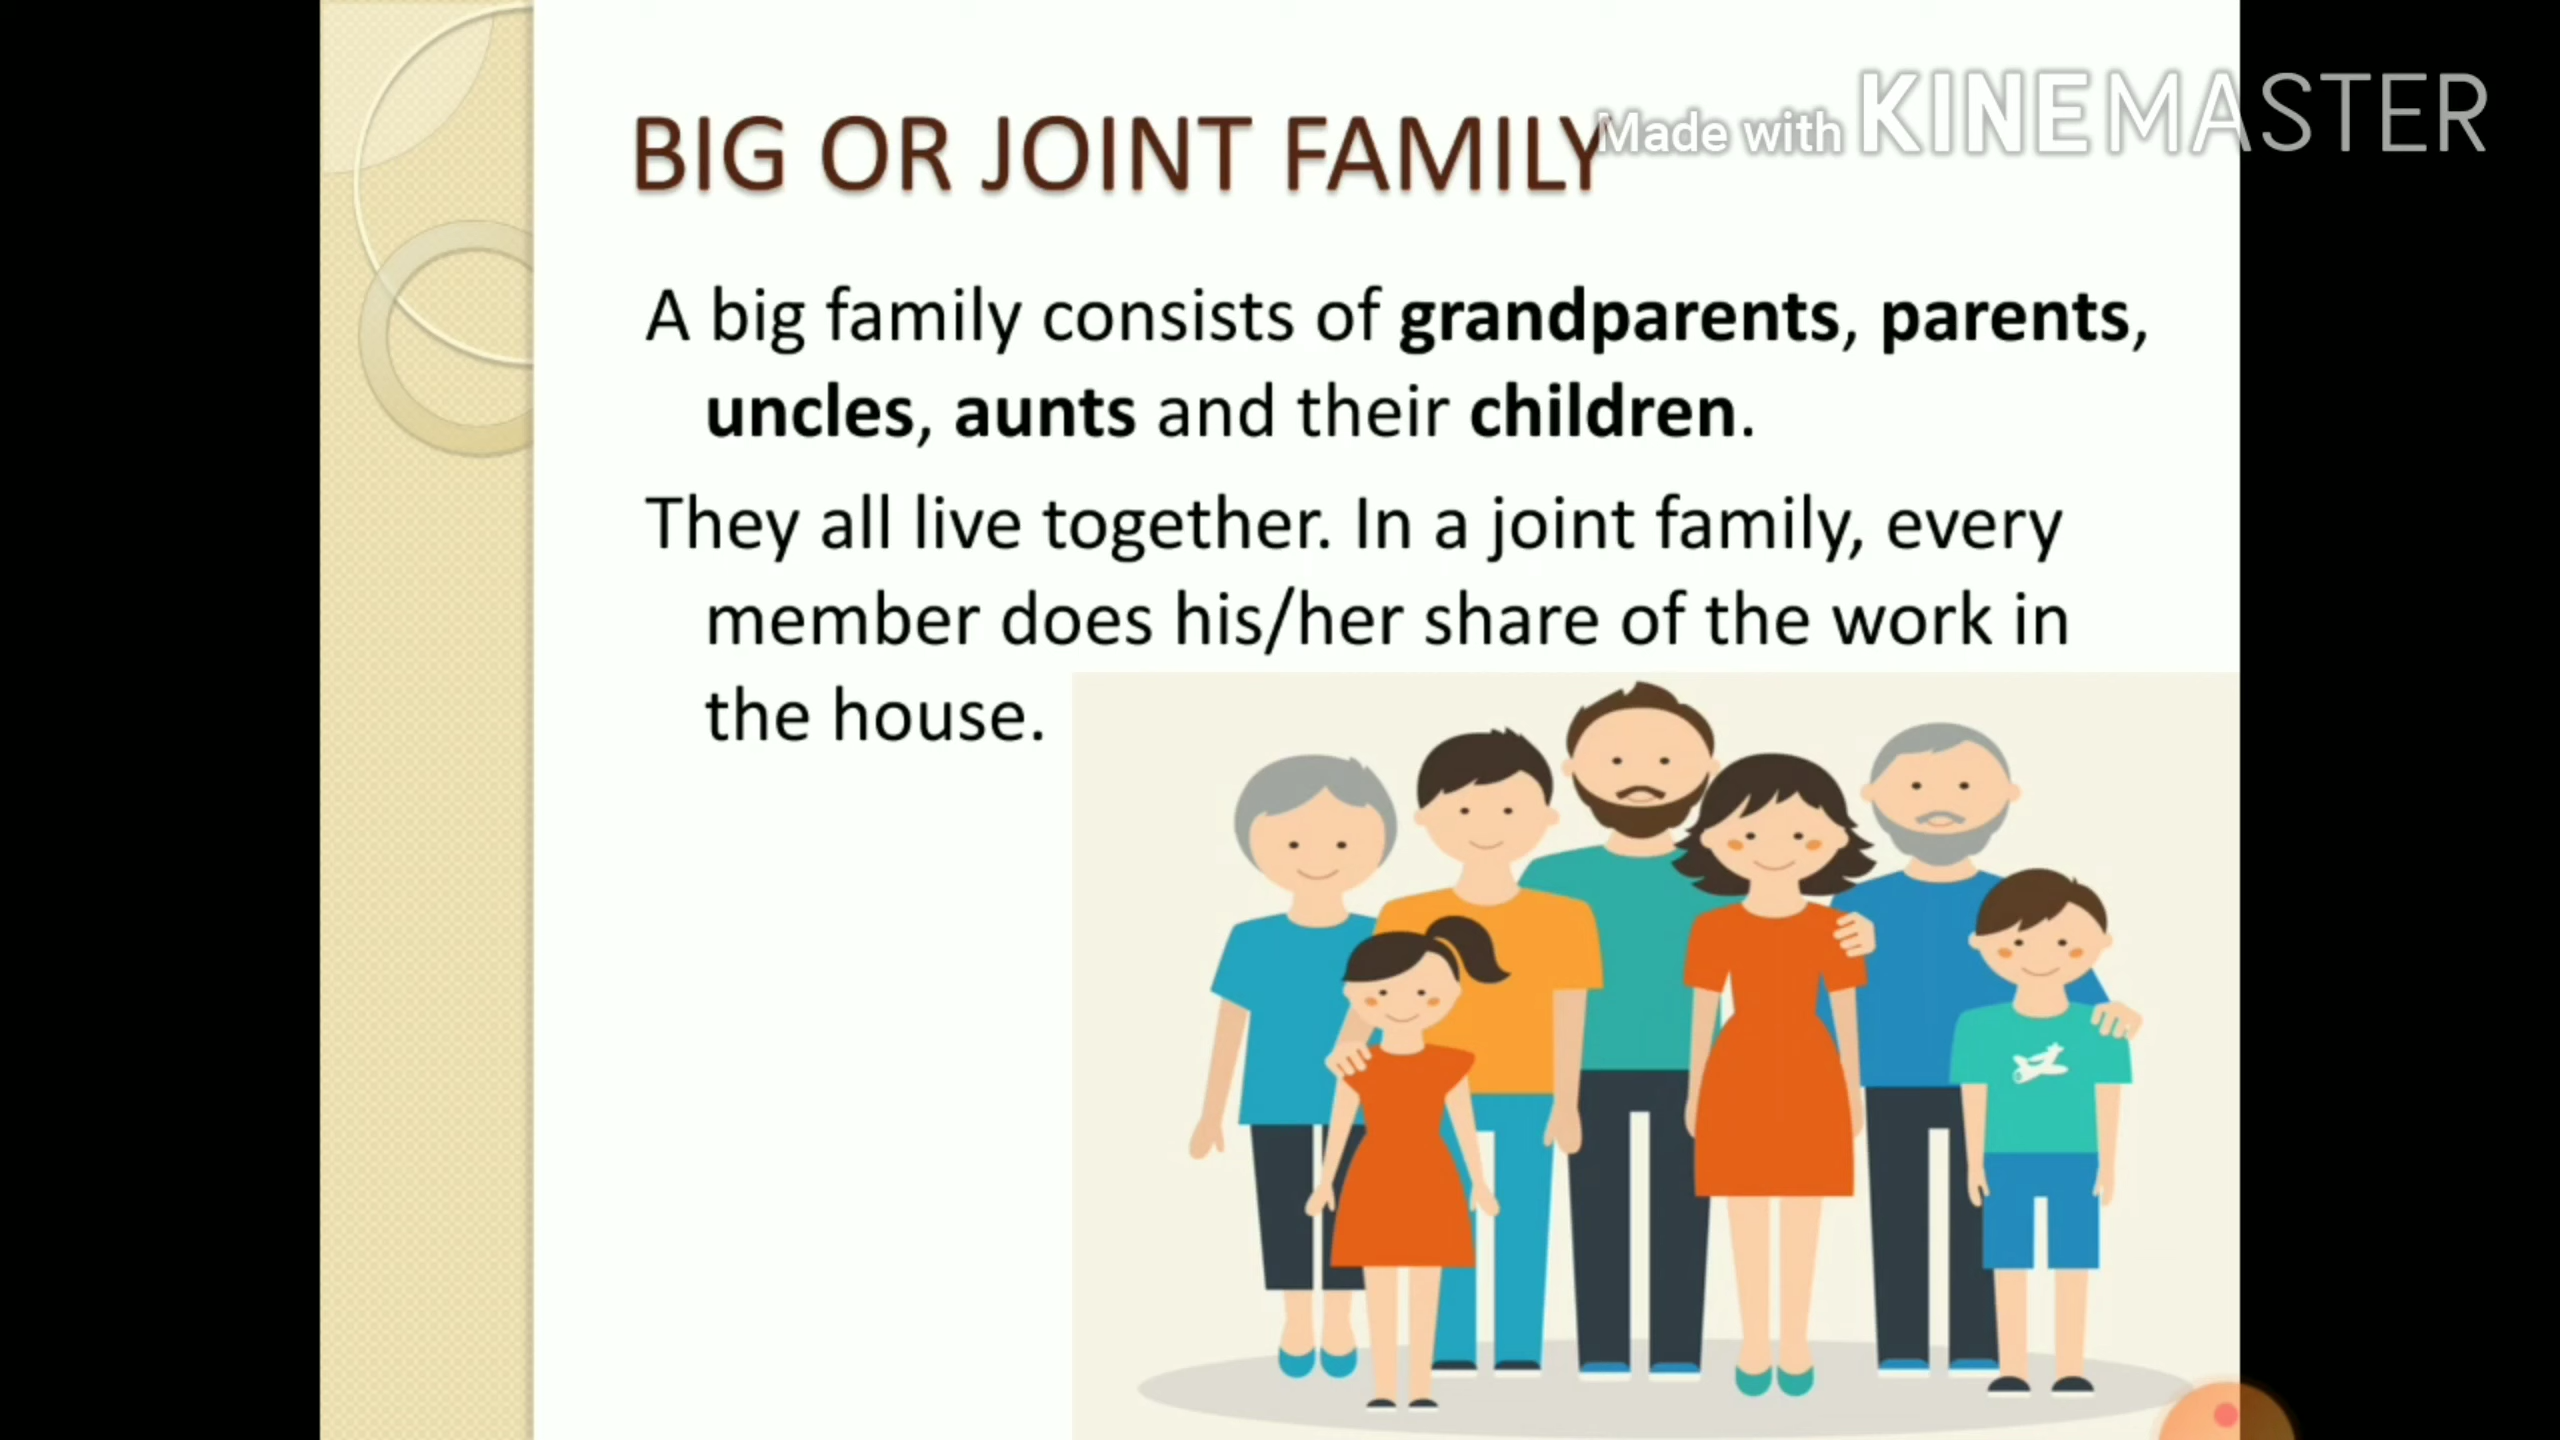 BIG OR JOINT FAMILY
Made with KINEMASTER
A big family consists of grandparents, parents,
uncles, aunts and their children.
They all live together. In a joint family, every
member does his/her share of the work in
the house.